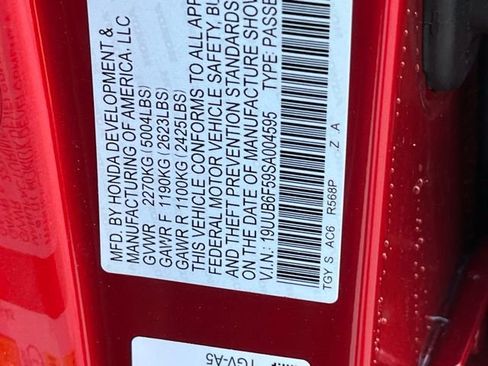 MFD. BY HONDA DEVELOPMENT &
MANUFACTURING OF AMERICA, LLC
GVWR 2270KG(5004LBS)
GAWR F 1190KG(2623LBS)
GAWR R 1100KG(2425LBS)
THIS VEHICLE CONFORMS TO ALL APP
FEDERAL MOTOR VEHICLE SAFETY, BU
AND THEFT PREVENTION STANDARDS
ON THE DATE OF MANUFACTURE SHOW
V.I.N.: 19UUB6F59SA004595 PASSE
TGY S AC6 R568P Z A
TGV-A5